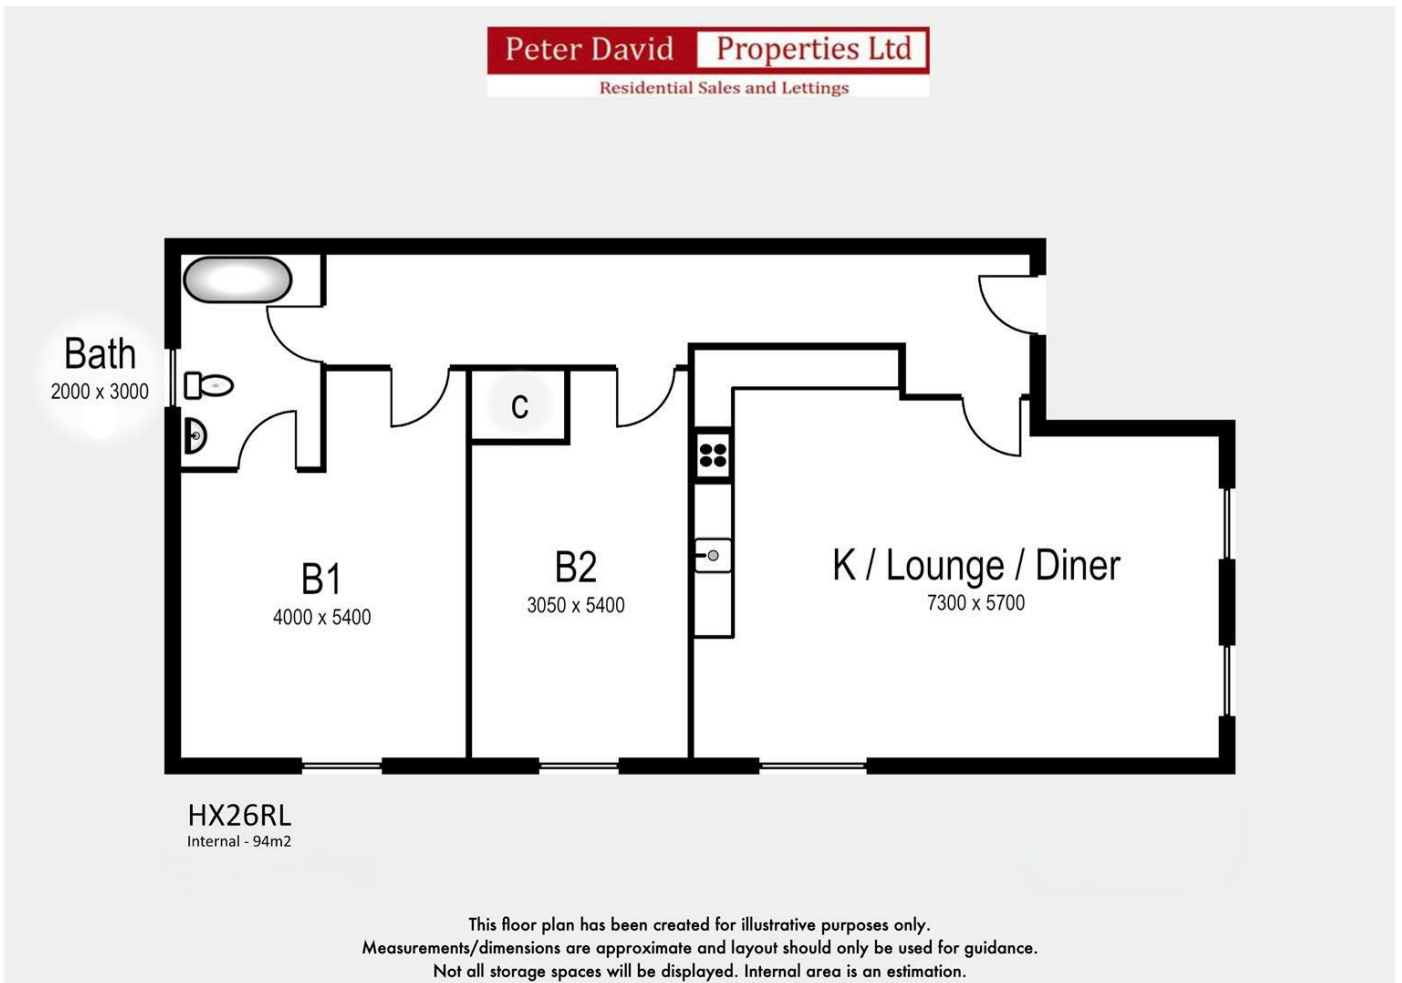 Peter David Properties Ltd
Residential Sales and Lettings
Bath
2000 x 3000
C
B1
4000 x 5400
B2
3050 x 5400
K / Lounge / Diner
7300 x 5700
HX26RL
Internal - 94m2
This floor plan has been created for illustrative purposes only.
Measurements/dimensions are approximate and layout should only be used for guidance.
Not all storage spaces will be displayed. Internal area is an estimation.